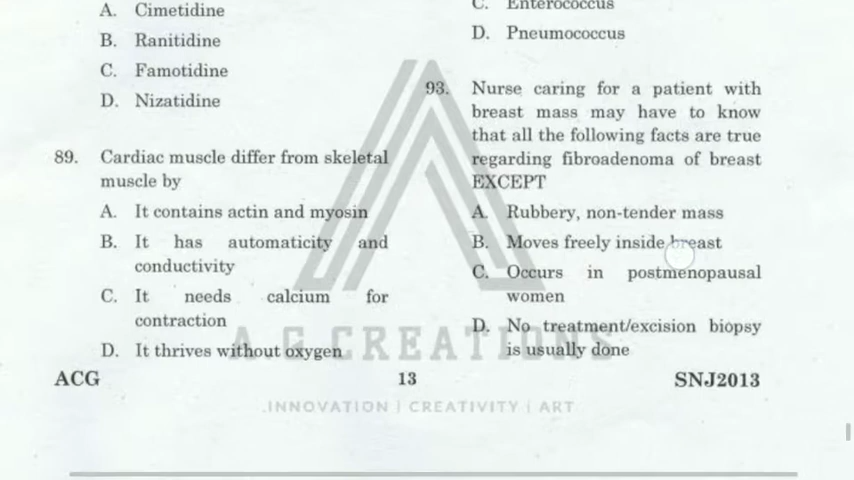 A. Cimetidine
B. Ranitidine
C. Famotidine
D. Nizatidine
89. Cardiac muscle differ from skeletal
muscle by
A. It contains actin and myosin
B. It has automaticity and
conductivity
C. It needs calcium for
contraction
D. It thrives without oxygen
C. Enterococcus
D. Pneumococcus
93. Nurse caring for a patient with
breast mass may have to know
that all the following facts are true
regarding fibroadenoma of breast
EXCEPT
A. Rubbery, non-tender mass
B. Moves freely inside breast
C. Occurs in postmenopausal
women
D. No treatment/excision biopsy
is usually done
A G CREATIONS
ACG 13 SNJ2013
.INNOVATION | CREATIVITY | ART